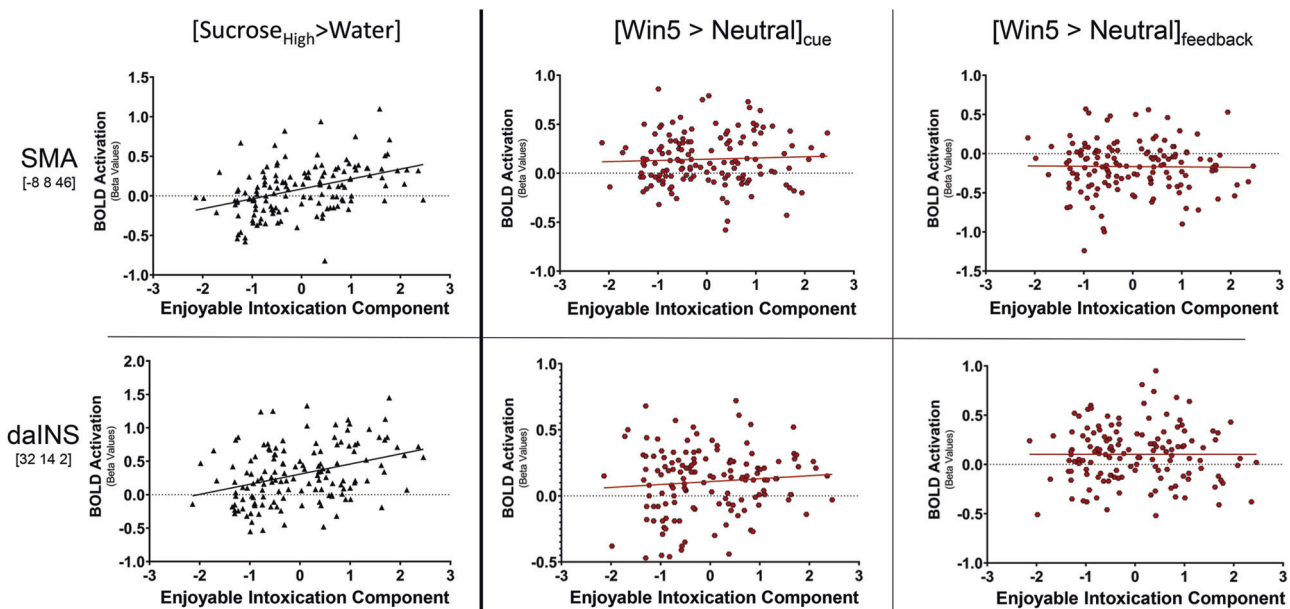 [SucroseHigh>Water]
[Win5 > Neutral]cue
[Win5 > Neutral]feedback
SMA
[-8 8 46]
BOLD Activation
(Beta Values)
1.5
1.0
0.5
0.0
-0.5
-1.0
-3 -2 -1 0 1 2 3
Enjoyable Intoxication Component
BOLD Activation
(Beta Values)
1.0
0.5
0.0
-0.5
-1.0
-3 -2 -1 0 1 2 3
Enjoyable Intoxication Component
BOLD Activation
(Beta Values)
1.0
0.5
-0.0
-0.5
-1.0
-1.5
-3 -2 -1 0 1 2 3
Enjoyable Intoxication Component
daINS
[32 14 2]
BOLD Activation
(Beta Values)
2.0
1.5
1.0
0.5
0.0
-0.5
-1.0
-3 -2 -1 0 1 2 3
Enjoyable Intoxication Component
BOLD Activation
(Beta Values)
1.0
0.5
0.0
-0.5
-3 -2 -1 0 1 2 3
Enjoyable Intoxication Component
BOLD Activation
(Beta Values)
1.0
0.5
0.0
-0.5
-1.0
-3 -2 -1 0 1 2 3
Enjoyable Intoxication Component